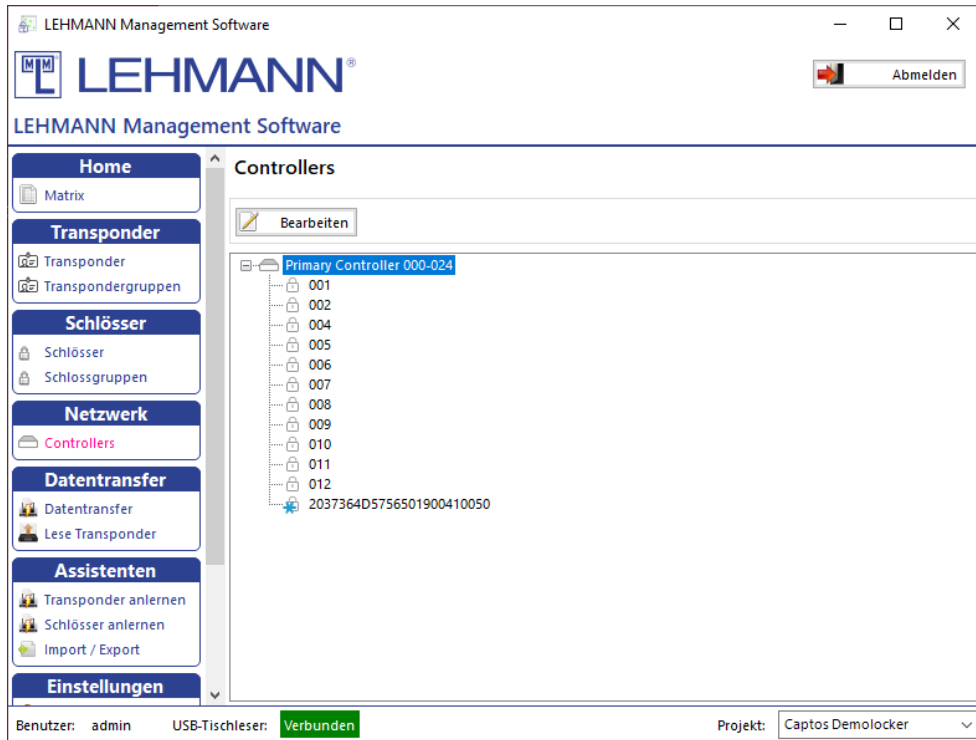 LEHMANN Management Software
MLM LEHMANN®
Abmelden
LEHMANN Management Software
Home
Matrix
Transponder
Transponder
Transpondergruppen
Schlösser
Schlösser
Schlossgruppen
Netzwerk
Controllers
Datentransfer
Datentransfer
Lese Transponder
Assistenten
Transponder anlernen
Schlösser anlernen
Import / Export
Einstellungen
Controllers
Bearbeiten
Primary Controller 000-024
001
002
004
005
006
007
008
009
010
011
012
2037364D5756501900410050
Benutzer: admin USB-Tischleser: Verbunden Projekt: Captos Demolocker